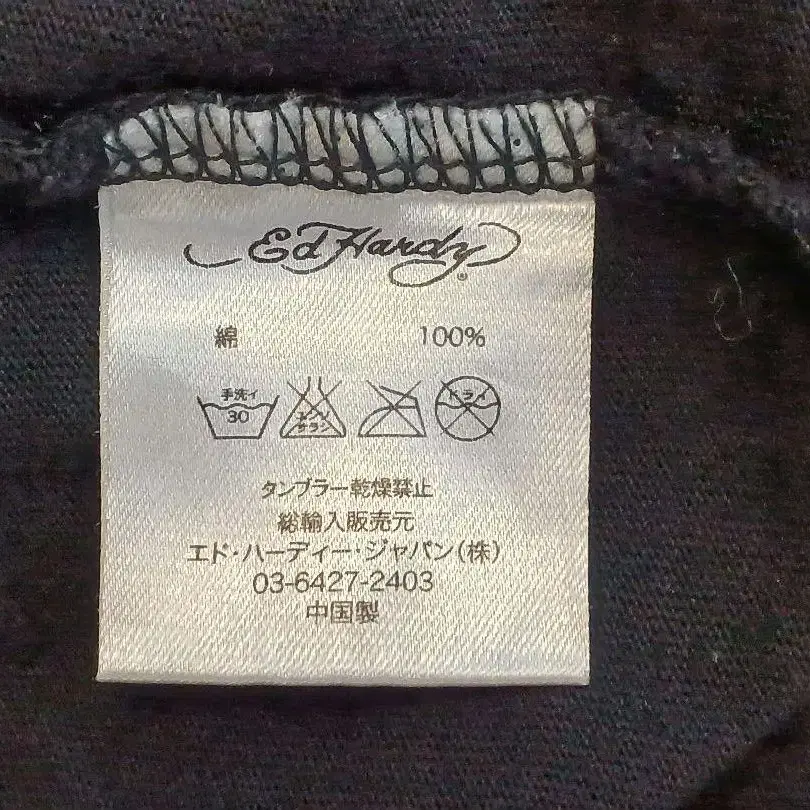 Ed Hardy®
綿 100%
手洗イ 30 エンソサラシ ドライ
タンブラー乾燥禁止
総輸入販売元
エド・ハーディー・ジャパン(株)
03-6427-2403
中国製